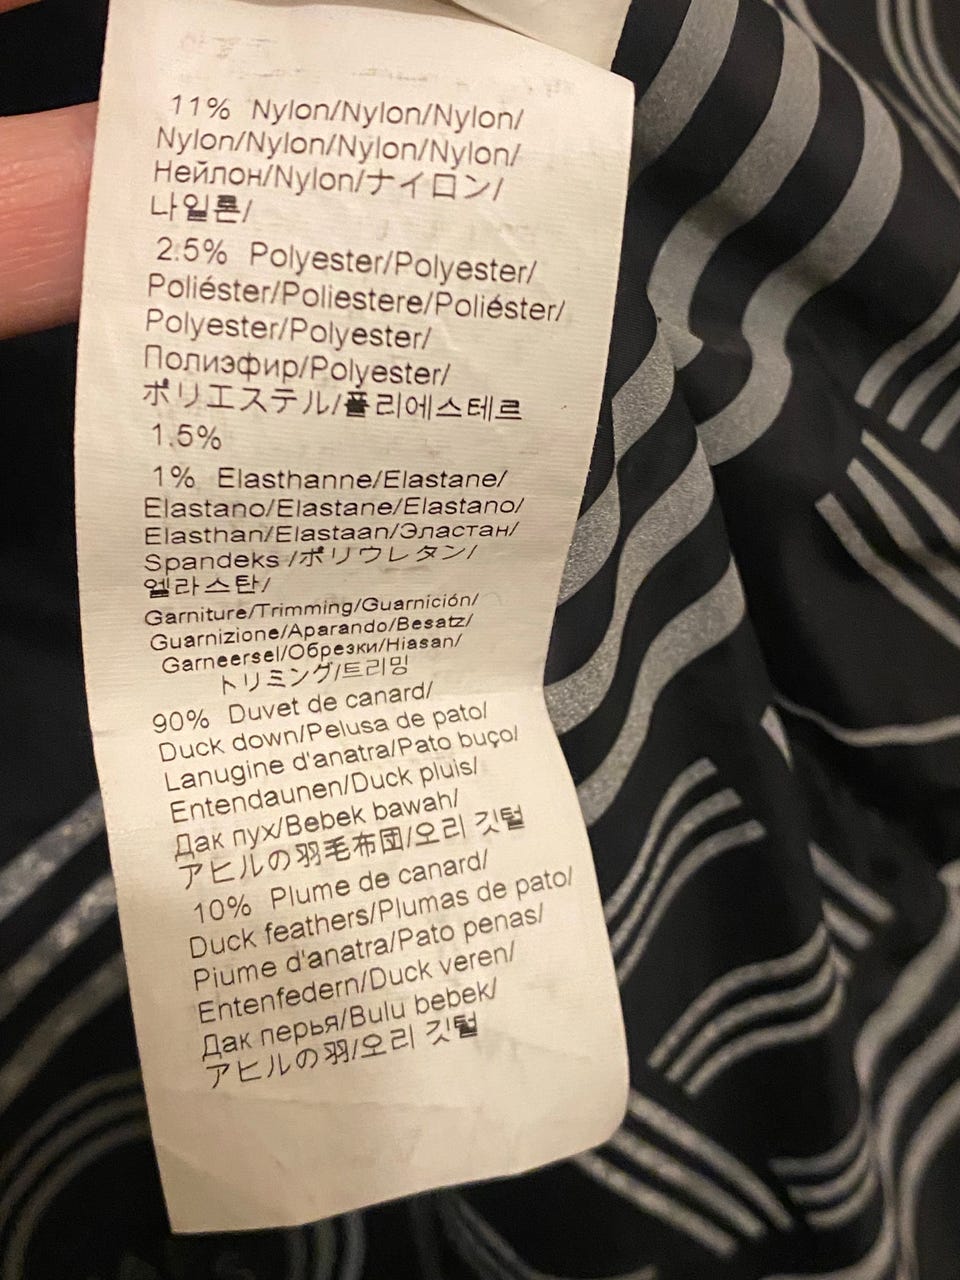 11% Nylon/Nylon/Nylon/
Nylon/Nylon/Nylon/Nylon/
Нейлон/Nylon/ナイロン/
나일론/
2.5% Polyester/Polyester/
Poliéster/Poliestere/Poliéster/
Polyester/Polyester/
Полиэфир/Polyester/
ポリエステル/폴리에스테르
1.5%
1% Elasthanne/Elastane/
Elastano/Elastane/Elastano/
Elasthan/Elastaan/Эластан/
Spandeks /ポリウレタン/
엘라스탄/
Garniture/Trimming/Guarnición/
Guarnizione/Aparando/Besatz/
Garneersel/Обрезки/Hiasan/
トリミング/트리밍
90% Duvet de canard/
Duck down/Pelusa de pato/
Lanugine d'anatra/Pato buço/
Entendaunen/Duck pluis/
Дак пух/Bebek bawah/
アヒルの羽毛布団/오리 깃털
10% Plume de canard/
Duck feathers/Plumas de pato/
Piume d'anatra/Pato penas/
Entenfedern/Duck veren/
Дак перья/Bulu bebek/
アヒルの羽/오리 깃털